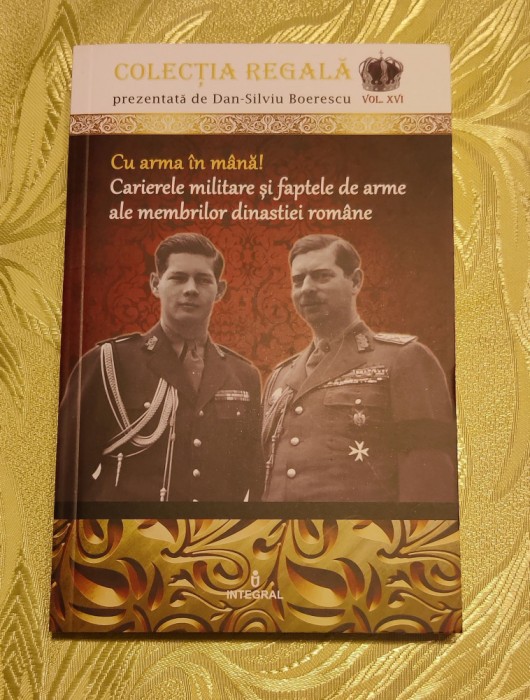 COLECȚIA REGALĂ
prezentată de Dan-Silviu Boerescu VOL. XVI
Cu arma în mână!
Carierele militare și faptele de arme
ale membrilor dinastiei române
INTEGRAL